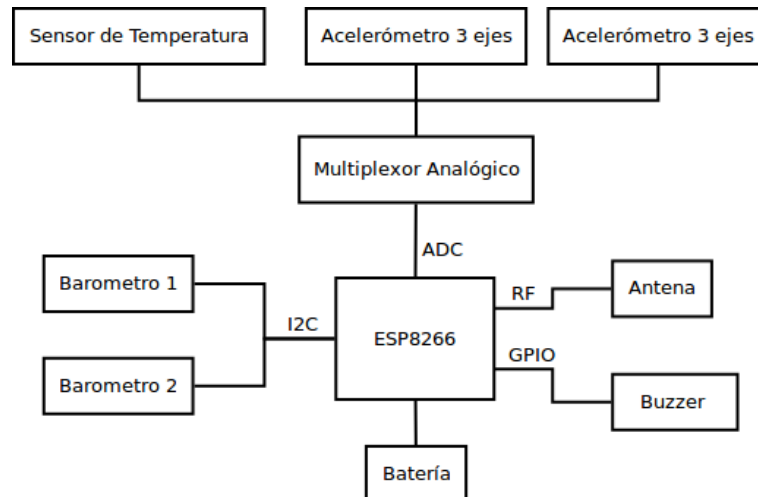 Sensor de Temperatura
Acelerómetro 3 ejes
Acelerómetro 3 ejes
Multiplexor Analógico
ADC
Barometro 1
RF
Antena
I2C
ESP8266
GPIO
Barometro 2
Buzzer
Batería